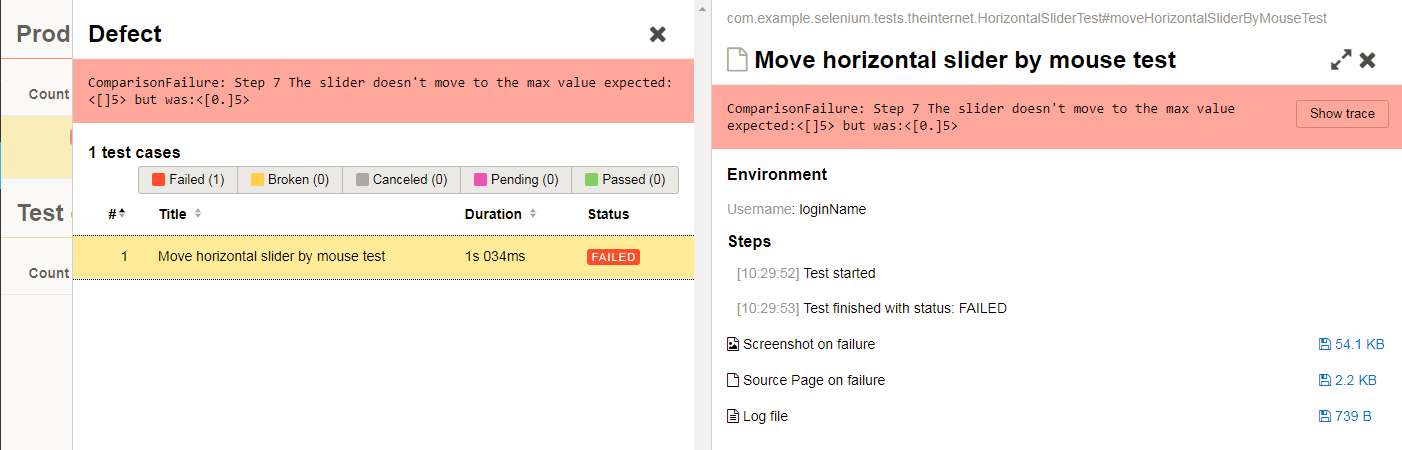 Prod
Count
Test
Count
Defect
ComparisonFailure: Step 7 The slider doesn't move to the max value expected:
<[]5> but was:<[0.]5>
1 test cases
Failed (1) Broken (0) Canceled (0) Pending (0) Passed (0)
# Title Duration Status
1 Move horizontal slider by mouse test 1s 034ms FAILED
com.example.selenium.tests.theinternet.HorizontalSliderTest#moveHorizontalSliderByMouseTest
Move horizontal slider by mouse test
ComparisonFailure: Step 7 The slider doesn't move to the max value
expected:<[]5> but was:<[0.]5>
Show trace
Environment
Username: loginName
Steps
[10:29:52] Test started
[10:29:53] Test finished with status: FAILED
Screenshot on failure 54.1 KB
Source Page on failure 2.2 KB
Log file 739 B